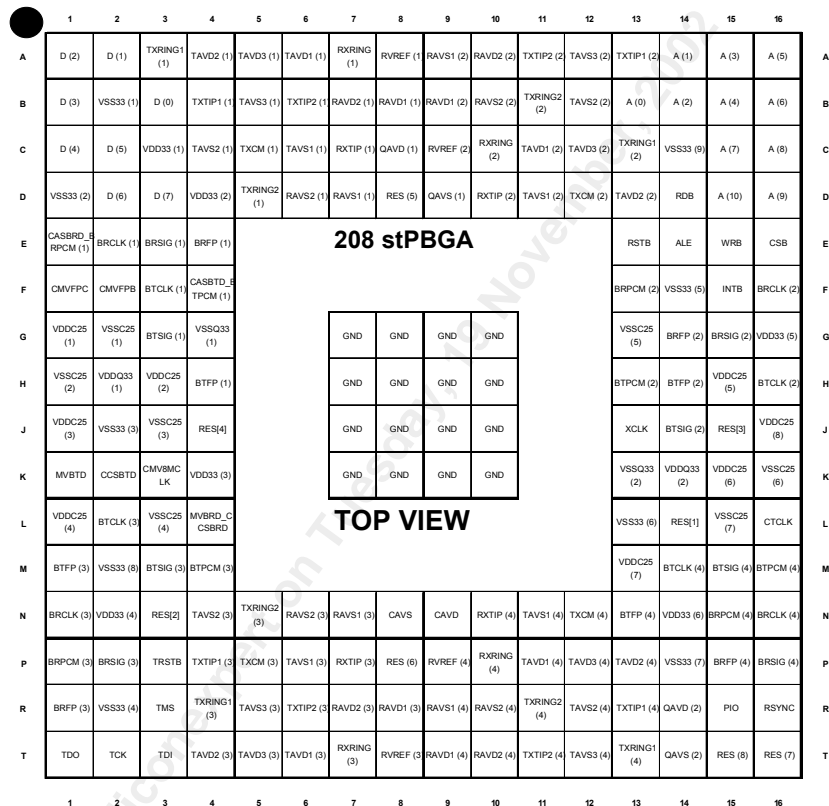 1 2 3 4 5 6 7 8 9 10 11 12 13 14 15 16
A D (2) D (1) TXRING1 (1) TAVD2 (1) TAVD3 (1) TAVD1 (1) RXRING (1) RVREF (1) RAVS1 (2) RAVD2 (2) TXTIP2 (2) TAVS3 (2) TXTIP1 (2) A (1) A (3) A (5) A
B D (3) VSS33 (1) D (0) TXTIP1 (1) TAVS3 (1) TXTIP2 (1) RAVD2 (1) RAVD1 (1) RAVD1 (2) RAVS2 (2) TXRING2 (2) TAVS2 (2) A (0) A (2) A (4) A (6) B
C D (4) D (5) VDD33 (1) TAVS2 (1) TXCM (1) TAVS1 (1) RXTIP (1) QAVD (1) RVREF (2) RXRING (2) TAVD1 (2) TAVD3 (2) TXRING1 (2) VSS33 (9) A (7) A (8) C
D VSS33 (2) D (6) D (7) VDD33 (2) TXRING2 (1) RAVS2 (1) RAVS1 (1) RES (5) QAVS (1) RXTIP (2) TAVS1 (2) TXCM (2) TAVD2 (2) RDB A (10) A (9) D
E CASBRD_B RPCM (1) BRCLK (1) BRSIG (1) BRFP (1) 208 stPBGA RSTB ALE WRB CSB E
F CMVFPC CMVFPB BTCLK (1) CASBTD_B TPCM (1) BRPCM (2) VSS33 (5) INTB BRCLK (2) F
G VDDC25 (1) VSSC25 (1) BTSIG (1) VSSQ33 (1) GND GND GND GND VSSC25 (5) BRFP (2) BRSIG (2) VDD33 (5) G
H VSSC25 (2) VDDQ33 (1) VDDC25 (2) BTFP (1) GND GND GND GND BTPCM (2) BTFP (2) VDDC25 (5) BTCLK (2) H
J VDDC25 (3) VSS33 (3) VSSC25 (3) RES[4] GND GND GND GND XCLK BTSIG (2) RES[3] VDDC25 (8) J
K MVBTD CCSBTD CMV8MC LK VDD33 (3) GND GND GND GND VSSQ33 (2) VDDQ33 (2) VDDC25 (6) VSSC25 (6) K
L VDDC25 (4) BTCLK (3) VSSC25 (4) MVBRD_C CSBRD TOP VIEW VSS33 (6) RES[1] VSSC25 (7) CTCLK L
M BTFP (3) VSS33 (8) BTSIG (3) BTPCM (3) VDDC25 (7) BTCLK (4) BTSIG (4) BTPCM (4) M
N BRCLK (3) VDD33 (4) RES[2] TAVS2 (3) TXRING2 (3) RAVS2 (3) RAVS1 (3) CAVS CAVD RXTIP (4) TAVS1 (4) TXCM (4) BTFP (4) VDD33 (6) BRPCM (4) BRCLK (4) N
P BRPCM (3) BRSIG (3) TRSTB TXTIP1 (3) TXCM (3) TAVS1 (3) RXTIP (3) RES (6) RVREF (4) RXRING (4) TAVD1 (4) TAVD3 (4) TAVD2 (4) VSS33 (7) BRFP (4) BRSIG (4) P
R BRFP (3) VSS33 (4) TMS TXRING1 (3) TAVS3 (3) TXTIP2 (3) RAVD2 (3) RAVD1 (3) RAVS1 (4) RAVS2 (4) TXRING2 (4) TAVS2 (4) TXTIP1 (4) QAVD (2) PIO RSYNC R
T TDO TCK TDI TAVD2 (3) TAVD3 (3) TAVD1 (3) RXRING (3) RVREF (3) RAVD1 (4) RAVD2 (4) TXTIP2 (4) TAVS3 (4) TXRING1 (4) QAVS (2) RES (8) RES (7) T
1 2 3 4 5 6 7 8 9 10 11 12 13 14 15 16
on Tuesday, 19 November, 2002